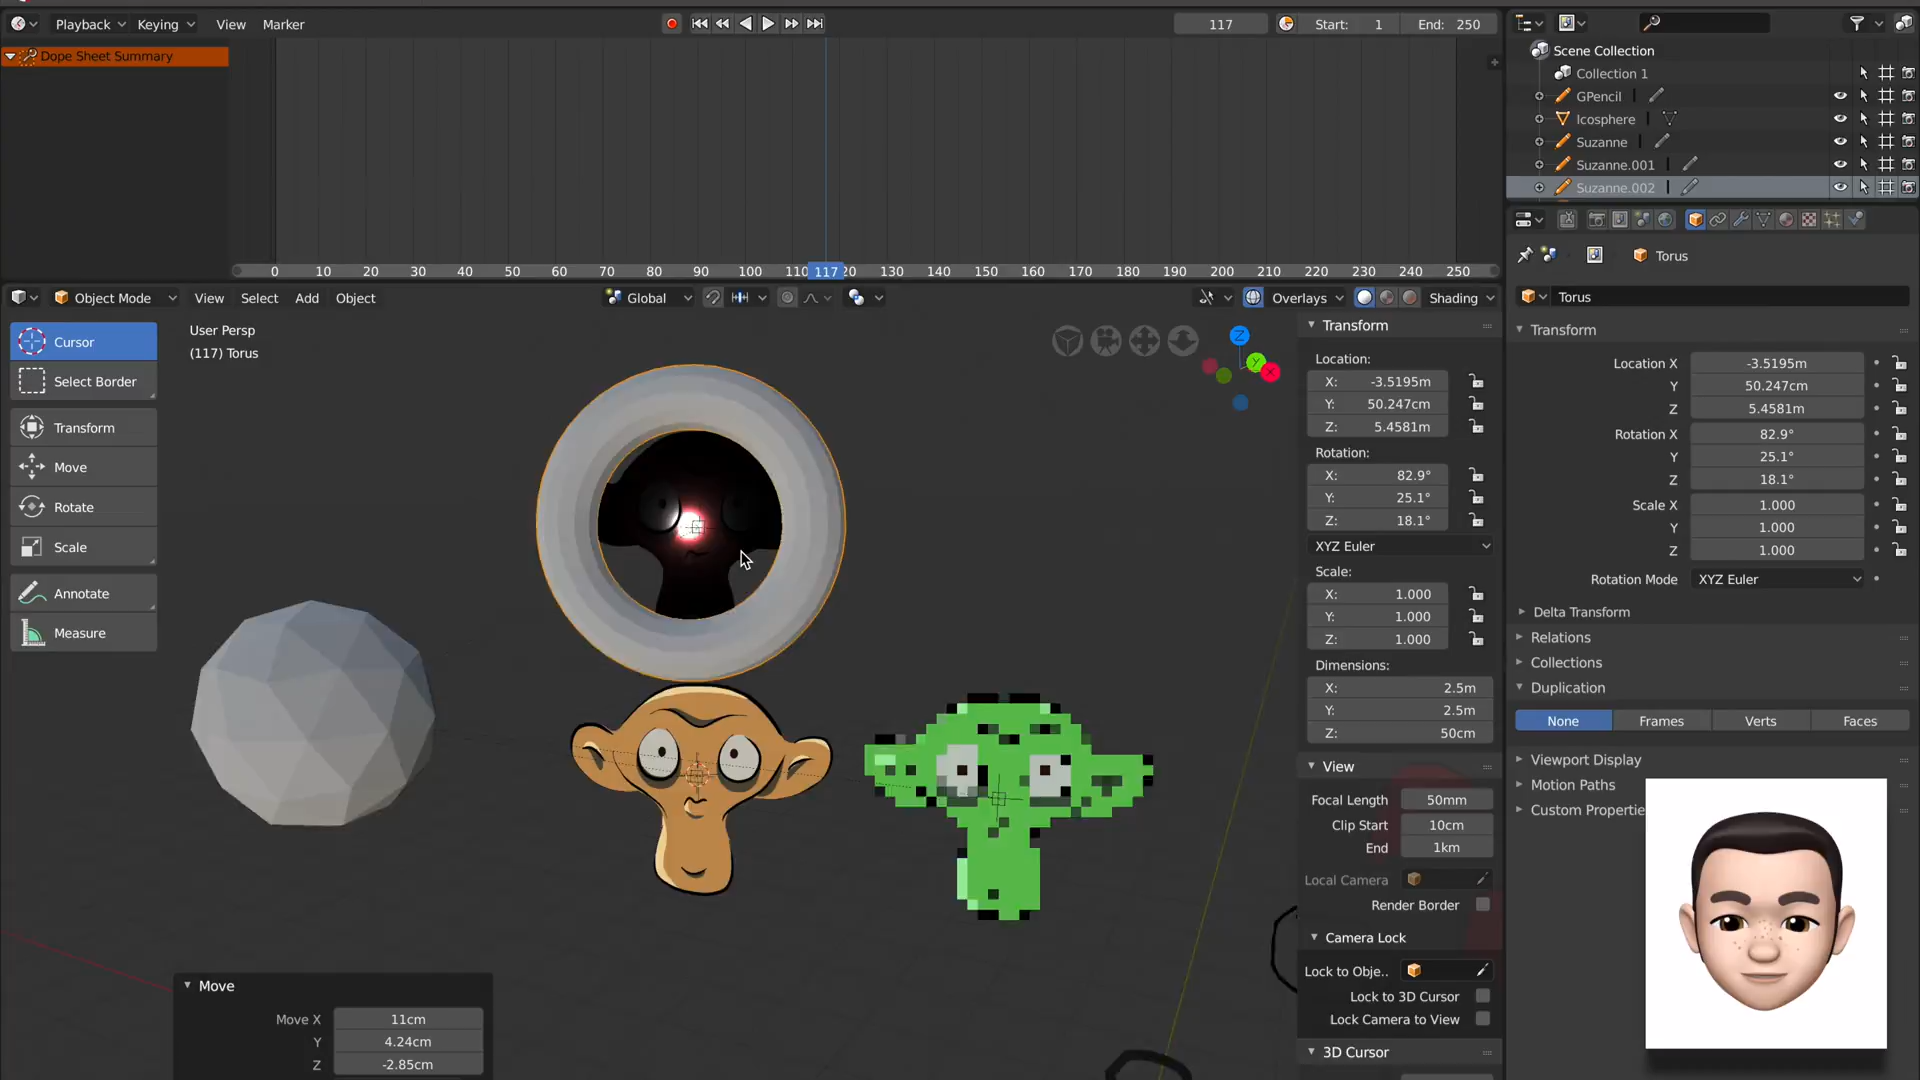 Playback Keying View Marker 117 Start: 1 End: 250
Dope Sheet Summary
0 10 20 30 40 50 60 70 80 90 100 110 117 20 130 140 150 160 170 180 190 200 210 220 230 240 250
Object Mode View Select Add Object Global Overlays Shading
User Persp
(117) Torus
Cursor
Select Border
Transform
Move
Rotate
Scale
Annotate
Measure
Z
Y
X
Move
Move X 11cm
Y 4.24cm
Z -2.85cm
Transform
Location:
X: -3.5195m
Y: 50.247cm
Z: 5.4581m
Rotation:
X: 82.9°
Y: 25.1°
Z: 18.1°
XYZ Euler
Scale:
X: 1.000
Y: 1.000
Z: 1.000
Dimensions:
X: 2.5m
Y: 2.5m
Z: 50cm
View
Focal Length 50mm
Clip Start 10cm
End 1km
Local Camera
Render Border
Camera Lock
Lock to Obje..
Lock to 3D Cursor
Lock Camera to View
3D Cursor
Scene Collection
Collection 1
GPencil
Icosphere
Suzanne
Suzanne.001
Suzanne.002
Torus
Torus
Transform
Location X -3.5195m
Y 50.247cm
Z 5.4581m
Rotation X 82.9°
Y 25.1°
Z 18.1°
Scale X 1.000
Y 1.000
Z 1.000
Rotation Mode XYZ Euler
Delta Transform
Relations
Collections
Duplication
None Frames Verts Faces
Viewport Display
Motion Paths
Custom Propertie